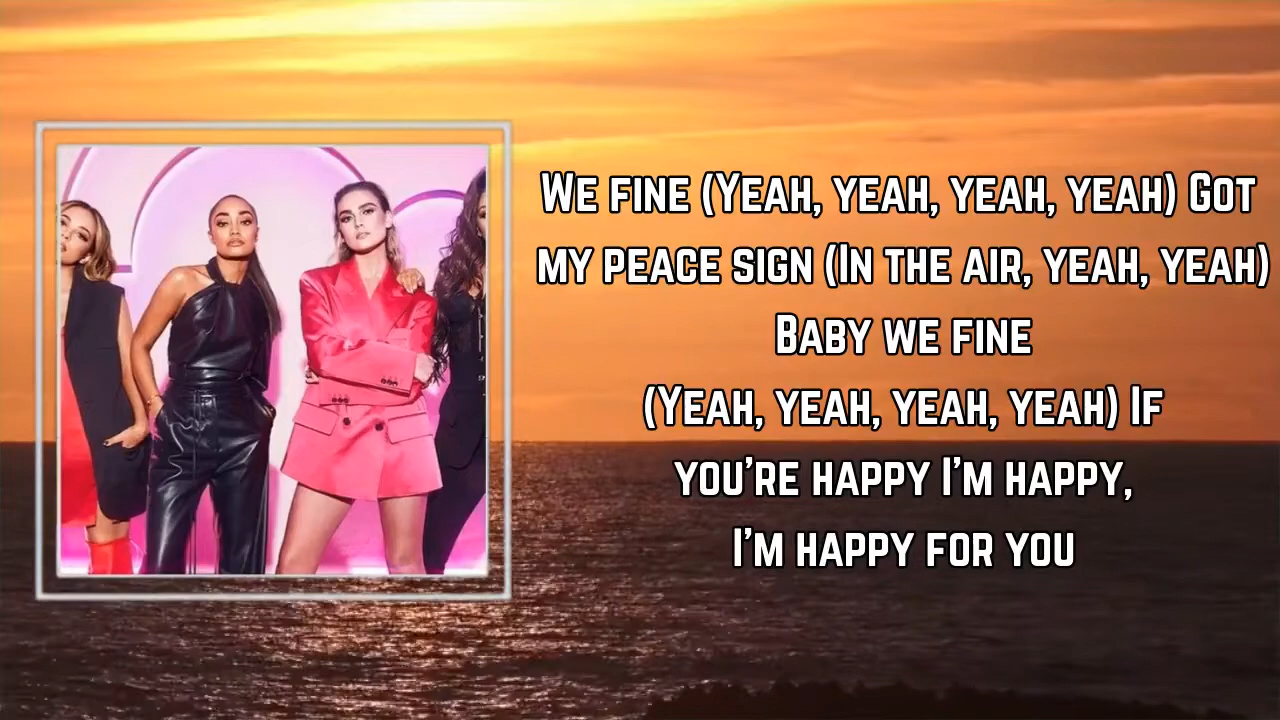 We fine (Yeah, yeah, yeah, yeah) Got
my peace sign (In the air, yeah, yeah)
Baby we fine
(Yeah, yeah, yeah, yeah) If
you're happy I'm happy,
I'm happy for you